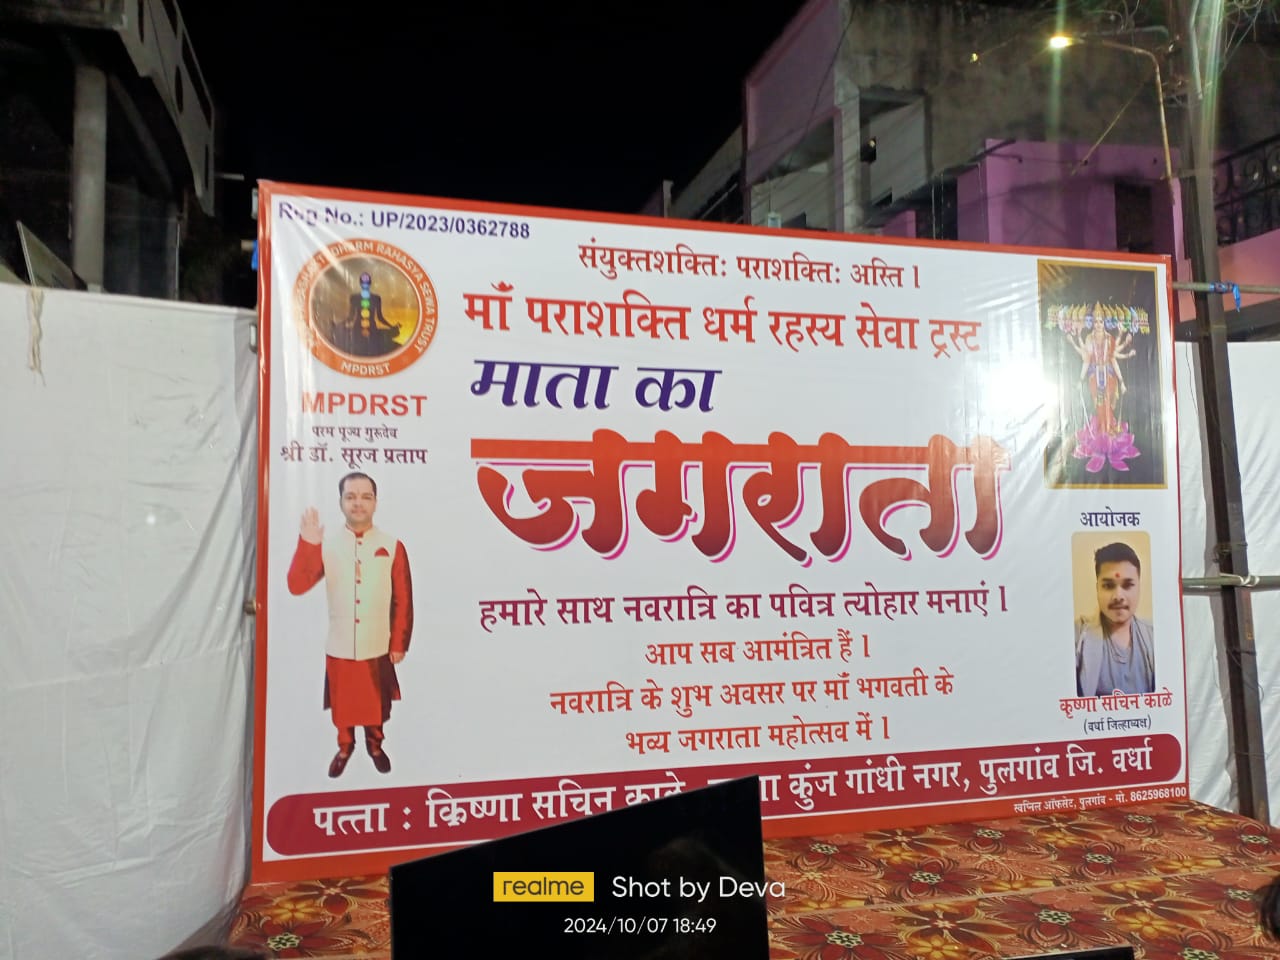 Reg No.: UP/2023/0362788
DHARM RAHASYA SEWA TRUST
MPDRST
MPDRST
परम पूज्य गुरूदेव
श्री डॉ. सूरज प्रताप
संयुक्तशक्तिः पराशक्तिः अस्ति ।
माँ पराशक्ति धर्म रहस्य सेवा ट्रस्ट
माता का
जगराता
हमारे साथ नवरात्रि का पवित्र त्योहार मनाएं ।
आप सब आमंत्रित हैं ।
नवरात्रि के शुभ अवसर पर माँ भगवती के
भव्य जगराता महोत्सव में ।
आयोजक
कृष्णा सचिन काळे
(वर्धा जिल्हाध्यक्ष)
पत्ता : क्रिष्णा सचिन काळे कुंज गांधी नगर, पुलगांव जि. वर्धा
स्वप्निल ऑफसेट, पुलगांव - मो. 8625968100
realme Shot by Deva
2024/10/07 18:49